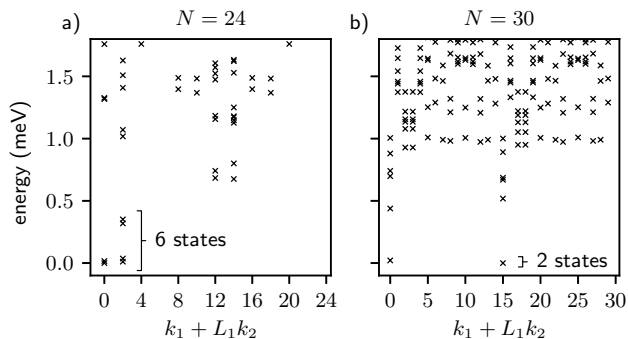 a) N = 24
b) N = 30
energy (meV)
1.5
1.0
0.5
0.0
6 states
2 states
0 4 8 12 16 20 24
0 5 10 15 20 25 30
k₁ + L₁k₂
k₁ + L₁k₂